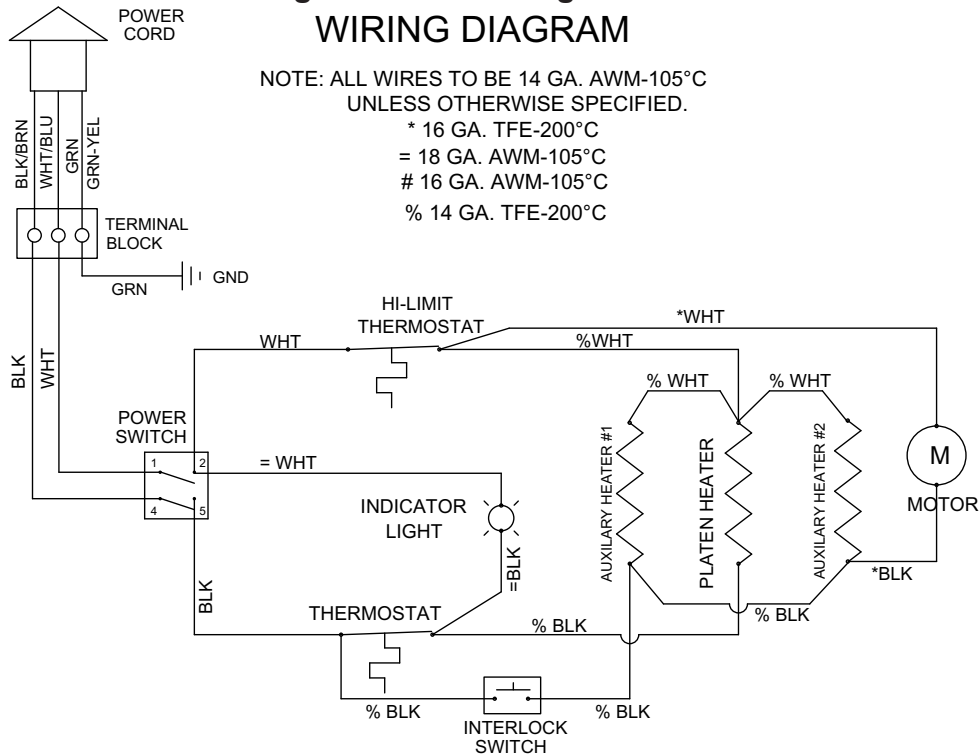 POWER
CORD
WIRING DIAGRAM
NOTE: ALL WIRES TO BE 14 GA. AWM-105°C
UNLESS OTHERWISE SPECIFIED.
* 16 GA. TFE-200°C
= 18 GA. AWM-105°C
# 16 GA. AWM-105°C
% 14 GA. TFE-200°C
BLK/BRN
WHT/BLU
GRN
GRN-YEL
TERMINAL
BLOCK
GRN
GND
BLK
WHT
HI-LIMIT
THERMOSTAT
WHT
*WHT
%WHT
% WHT
% WHT
POWER
SWITCH
1
2
4
5
= WHT
INDICATOR
LIGHT
=BLK
AUXILARY HEATER #1
PLATEN HEATER
AUXILARY HEATER #2
M
MOTOR
*BLK
BLK
THERMOSTAT
% BLK
% BLK
% BLK
% BLK
INTERLOCK
SWITCH